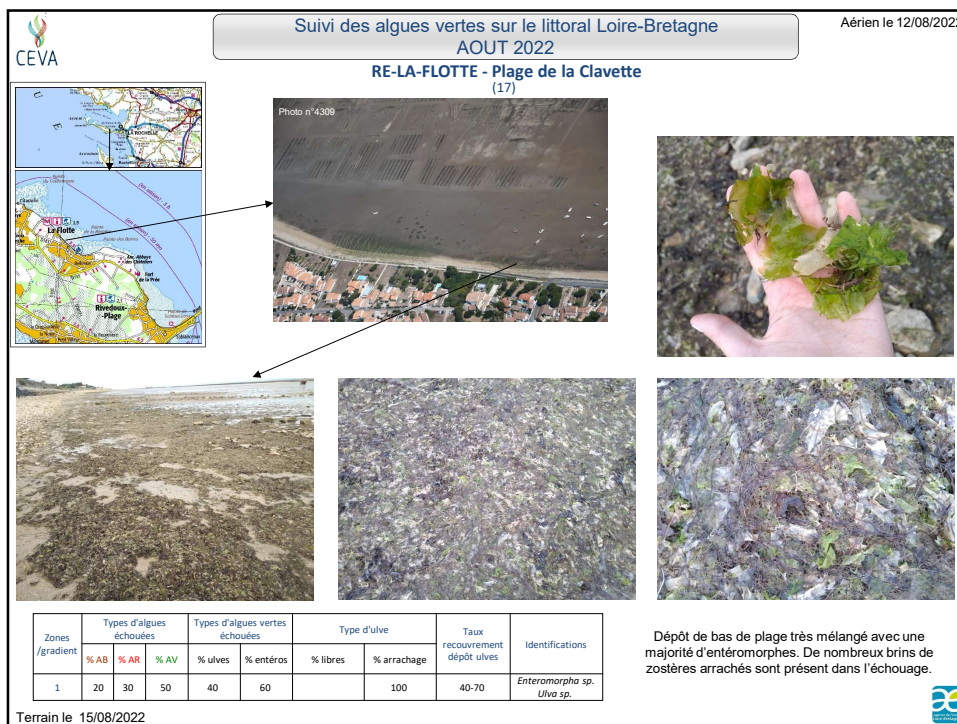 CEVA
Suivi des algues vertes sur le littoral Loire-Bretagne
AOUT 2022
Aérien le 12/08/2022
RE-LA-FLOTTE - Plage de la Clavette
(17)
LA ROCHELLE
La Flotte
Fort de la Prée
Rivedoux-Plage
Photo n°4309
Zones /gradient
Types d'algues échouées
Types d'algues vertes échouées
Type d'ulve
Taux recouvrement dépôt ulves
Identifications
% AB % AR % AV % ulves % entéros % libres % arrachage
1 20 30 50 40 60 100 40-70 Enteromorpha sp.
Ulva sp.
Dépôt de bas de plage très mélangé avec une
majorité d'entéromorphes. De nombreux brins de
zostères arrachés sont présent dans l'échouage.
Terrain le 15/08/2022